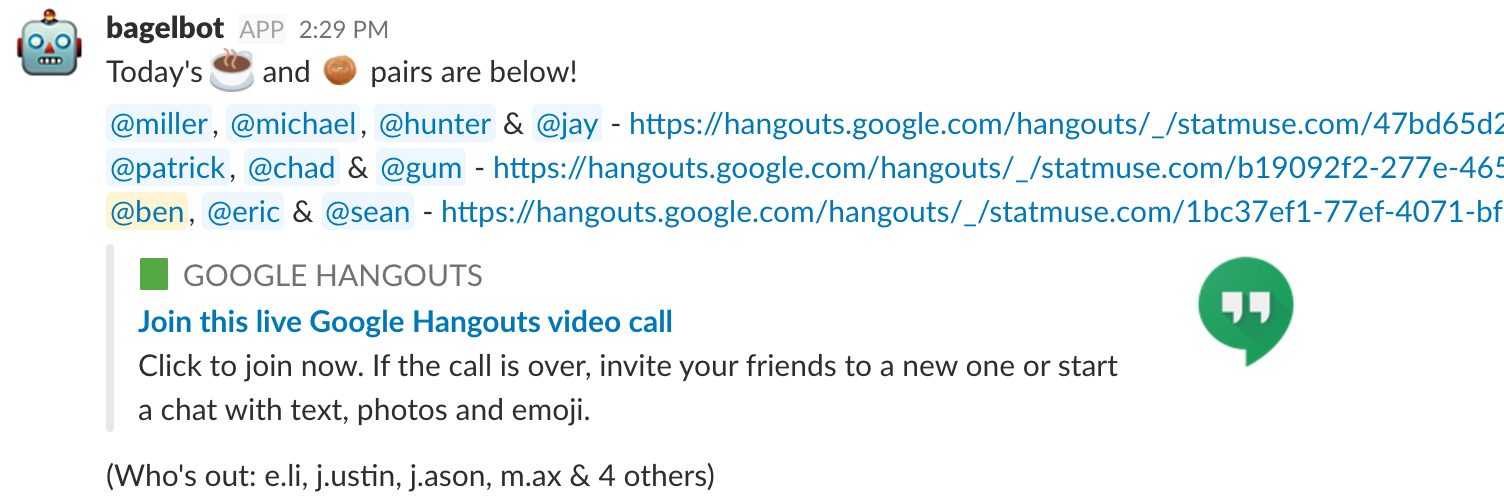 bagelbot APP 2:29 PM
Today's ☕ and 🥯 pairs are below!
@miller, @michael, @hunter & @jay - https://hangouts.google.com/hangouts/_/statmuse.com/47bd65d2
@patrick, @chad & @gum - https://hangouts.google.com/hangouts/_/statmuse.com/b19092f2-277e-465
@ben, @eric & @sean - https://hangouts.google.com/hangouts/_/statmuse.com/1bc37ef1-77ef-4071-bf
GOOGLE HANGOUTS
Join this live Google Hangouts video call
Click to join now. If the call is over, invite your friends to a new one or start
a chat with text, photos and emoji.
(Who's out: e.li, j.ustin, j.ason, m.ax & 4 others)